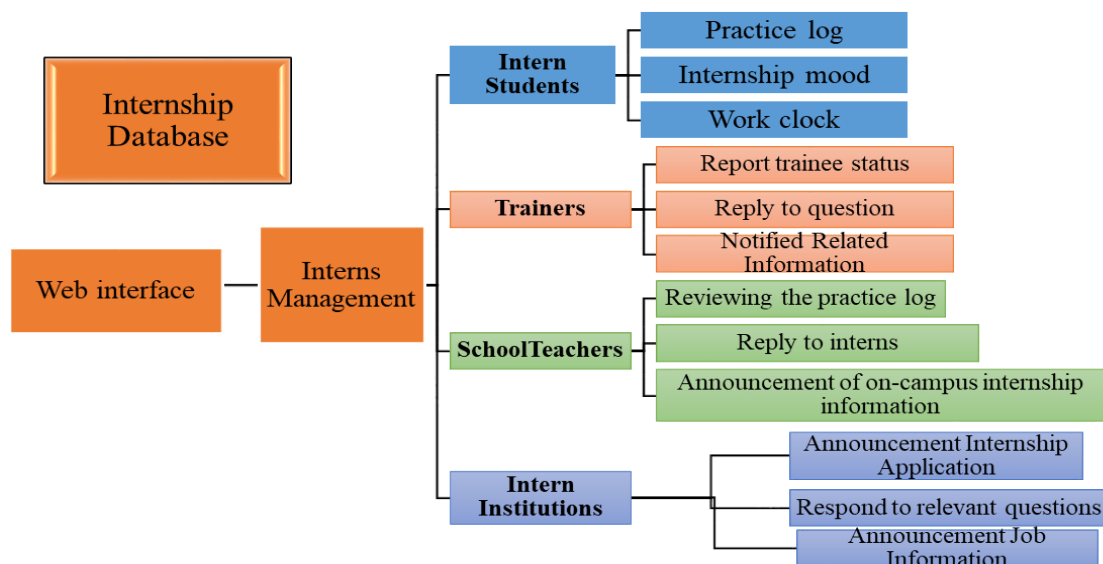 Internship
Database
Web interface
Interns
Management
Intern
Students
Practice log
Internship mood
Work clock
Trainers
Report trainee status
Reply to question
Notified Related
Information
SchoolTeachers
Reviewing the practice log
Reply to interns
Announcement of on-campus internship
information
Intern
Institutions
Announcement Internship
Application
Respond to relevant questions
Announcement Job
Information